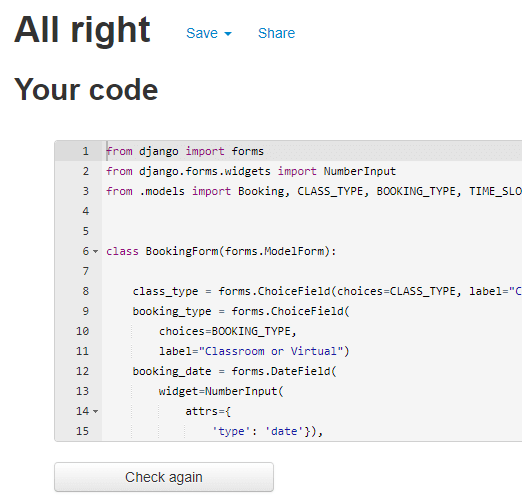 All right Save Share
Your code
1 from django import forms
2 from django.forms.widgets import NumberInput
3 from .models import Booking, CLASS_TYPE, BOOKING_TYPE, TIME_SLO
4
5
6 class BookingForm(forms.ModelForm):
7
8 class_type = forms.ChoiceField(choices=CLASS_TYPE, label="C
9 booking_type = forms.ChoiceField(
10 choices=BOOKING_TYPE,
11 label="Classroom or Virtual")
12 booking_date = forms.DateField(
13 widget=NumberInput(
14 attrs={
15 'type': 'date'}),
Check again